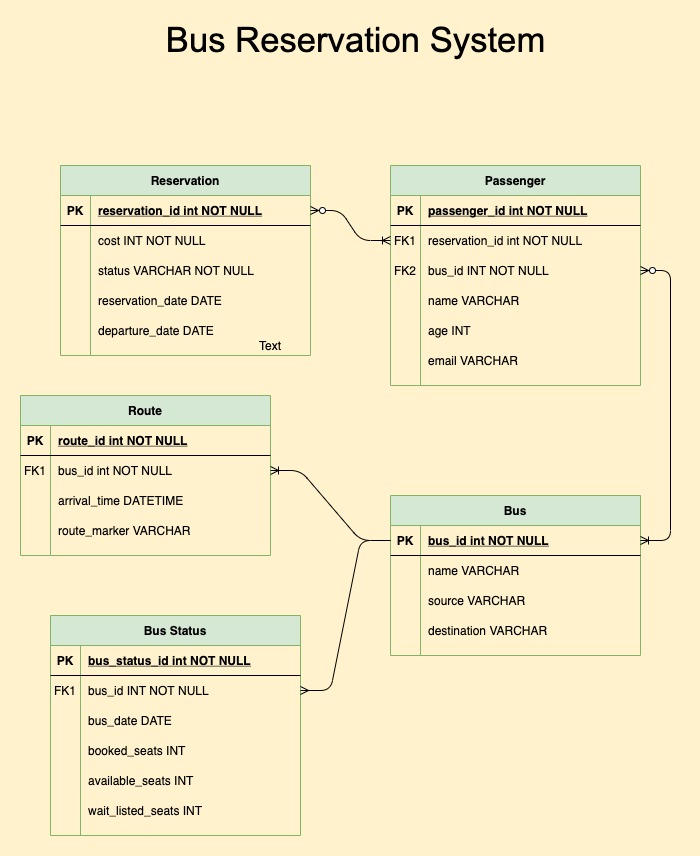 Bus Reservation System
Reservation
PK reservation_id int NOT NULL
cost INT NOT NULL
status VARCHAR NOT NULL
reservation_date DATE
departure_date DATE
Text
Passenger
PK passenger_id int NOT NULL
FK1 reservation_id int NOT NULL
FK2 bus_id INT NOT NULL
name VARCHAR
age INT
email VARCHAR
Route
PK route_id int NOT NULL
FK1 bus_id int NOT NULL
arrival_time DATETIME
route_marker VARCHAR
Bus
PK bus_id int NOT NULL
name VARCHAR
source VARCHAR
destination VARCHAR
Bus Status
PK bus_status_id int NOT NULL
FK1 bus_id INT NOT NULL
bus_date DATE
booked_seats INT
available_seats INT
wait_listed_seats INT